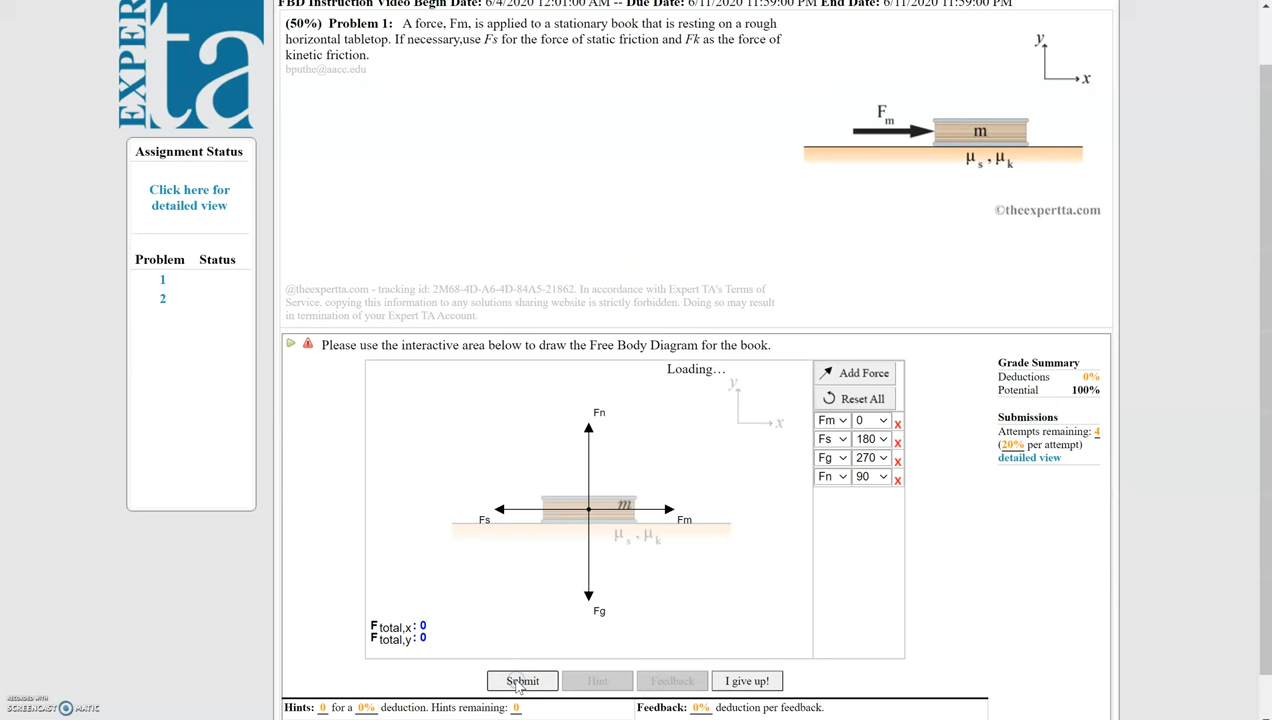 FBD Instruction Video Begin Date: 6/4/2020 12:01:00 AM -- Due Date: 6/11/2020 11:59:00 PM End Date: 6/11/2020 11:59:00 PM
EXPERT
ta
(50%) Problem 1: A force, Fm, is applied to a stationary book that is resting on a rough
horizontal tabletop. If necessary,use Fs for the force of static friction and Fk as the force of
kinetic friction.
bputhe@aacc.edu
y
x
Fm
m
μs , μk
©theexpertta.com
Assignment Status
Click here for
detailed view
Problem Status
1
2
@theexpertta.com - tracking id: 2M68-4D-A6-4D-84A5-21862. In accordance with Expert TA's Terms of
Service. copying this information to any solutions sharing website is strictly forbidden. Doing so may result
in termination of your Expert TA Account.
Please use the interactive area below to draw the Free Body Diagram for the book.
Loading...
y
x
Fn
m
Fs
Fm
μs , μk
Fg
F total,x: 0
F total,y: 0
Add Force
Reset All
Fm 0 x
Fs 180 x
Fg 270 x
Fn 90 x
Grade Summary
Deductions 0%
Potential 100%
Submissions
Attempts remaining: 4
(20% per attempt)
detailed view
Submit Hint Feedback I give up!
Hints: 0 for a 0% deduction. Hints remaining: 0
Feedback: 0% deduction per feedback.
RECORDED WITH
SCREENCAST MATIC